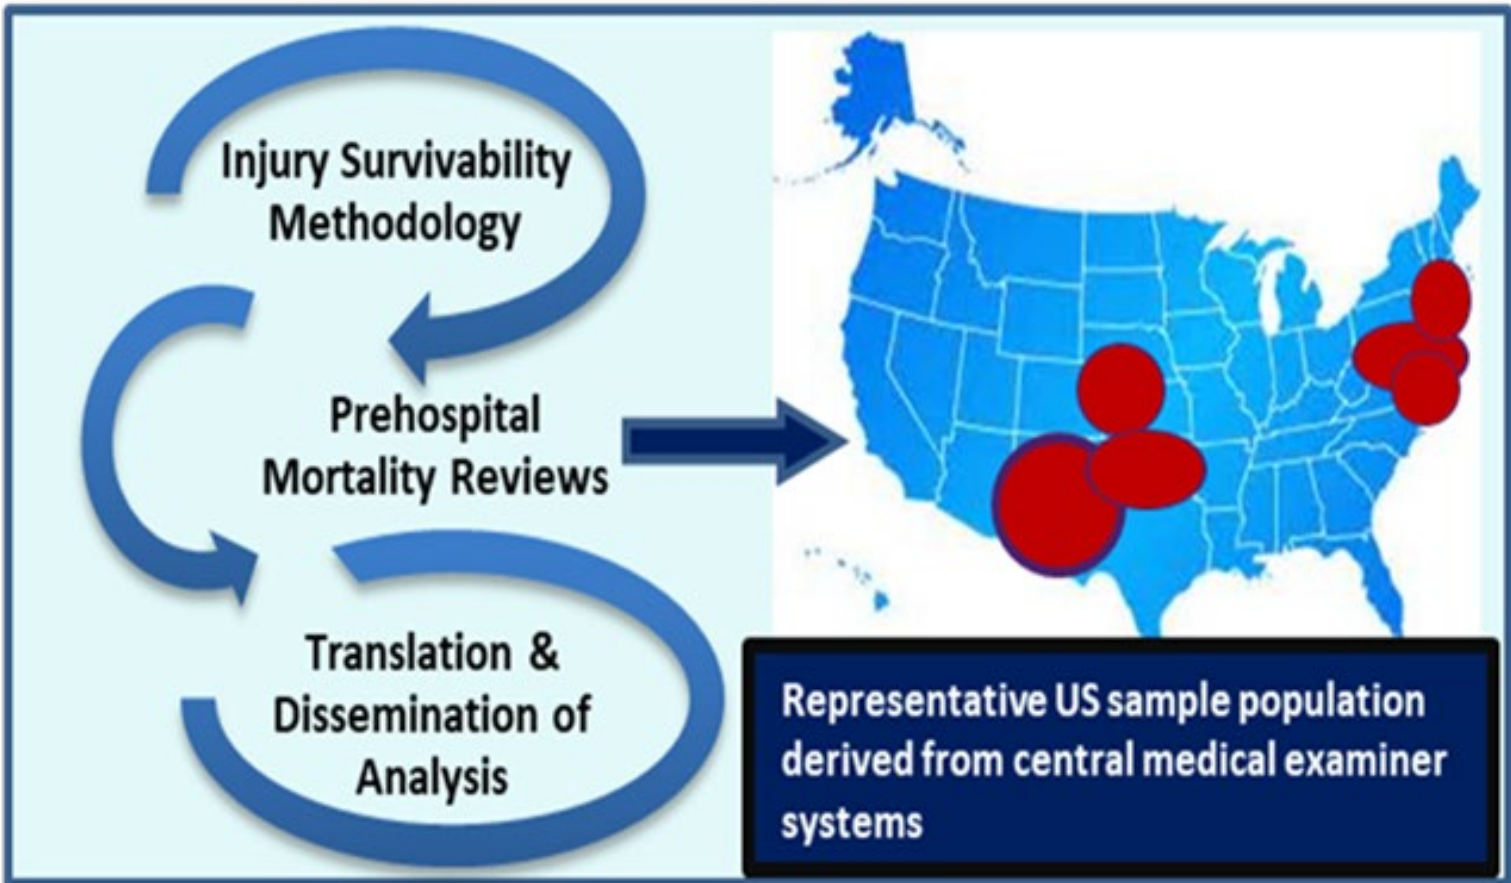 Injury Survivability
Methodology
Prehospital
Mortality Reviews
Translation &
Dissemination of
Analysis
Representative US sample population
derived from central medical examiner
systems